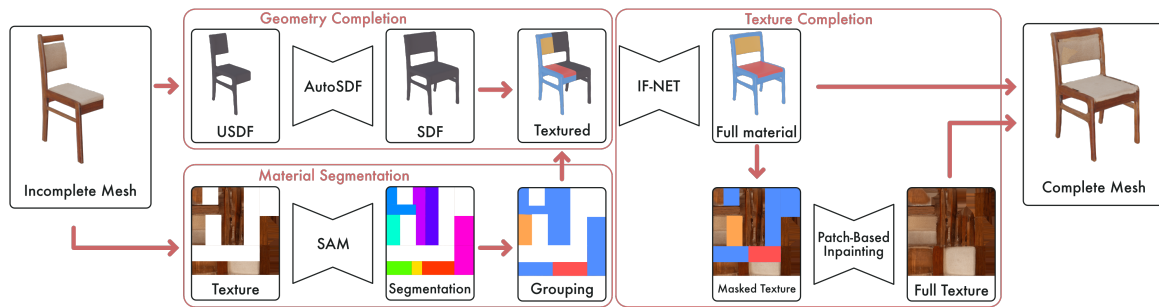 Geometry Completion
Texture Completion
Incomplete Mesh
USDF
AutoSDF
SDF
Textured
IF-NET
Full material
Complete Mesh
Material Segmentation
Texture
SAM
Segmentation
Grouping
Masked Texture
Patch-Based
Inpainting
Full Texture